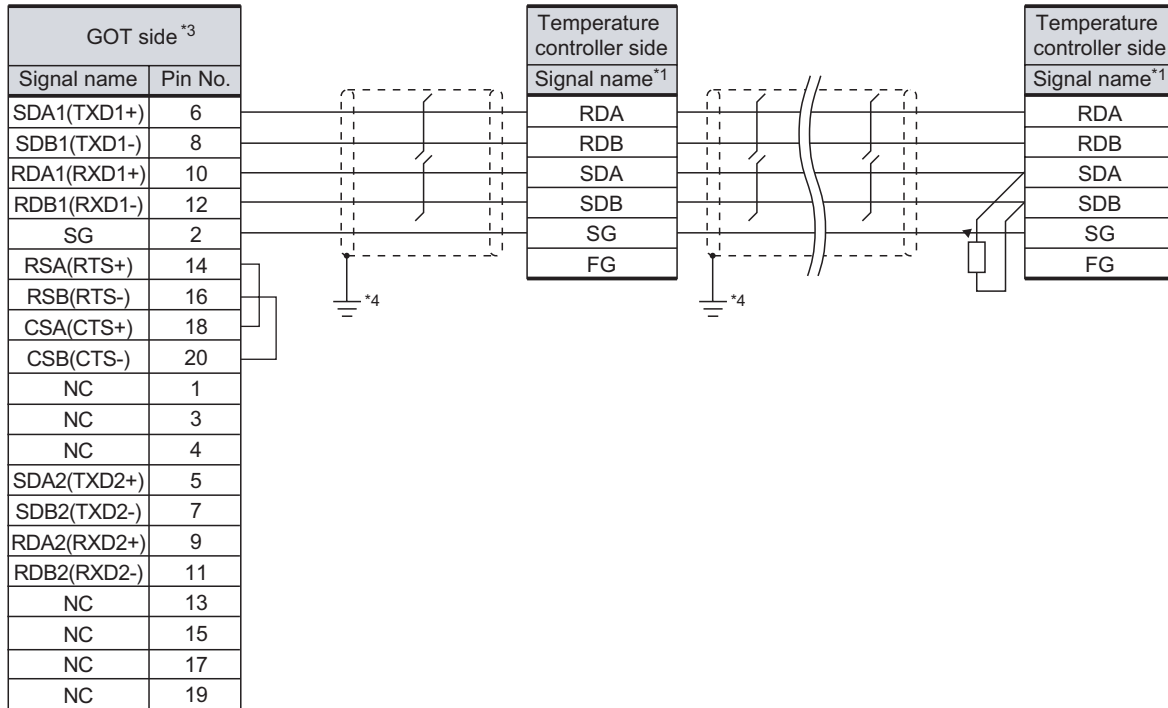 GOT side *3
Signal name Pin No.
SDA1(TXD1+) 6
SDB1(TXD1-) 8
RDA1(RXD1+) 10
RDB1(RXD1-) 12
SG 2
RSA(RTS+) 14
RSB(RTS-) 16
CSA(CTS+) 18
CSB(CTS-) 20
NC 1
NC 3
NC 4
SDA2(TXD2+) 5
SDB2(TXD2-) 7
RDA2(RXD2+) 9
RDB2(RXD2-) 11
NC 13
NC 15
NC 17
NC 19
*4
Temperature
controller side
Signal name*1
RDA
RDB
SDA
SDB
SG
FG
*4
Temperature
controller side
Signal name*1
RDA
RDB
SDA
SDB
SG
FG